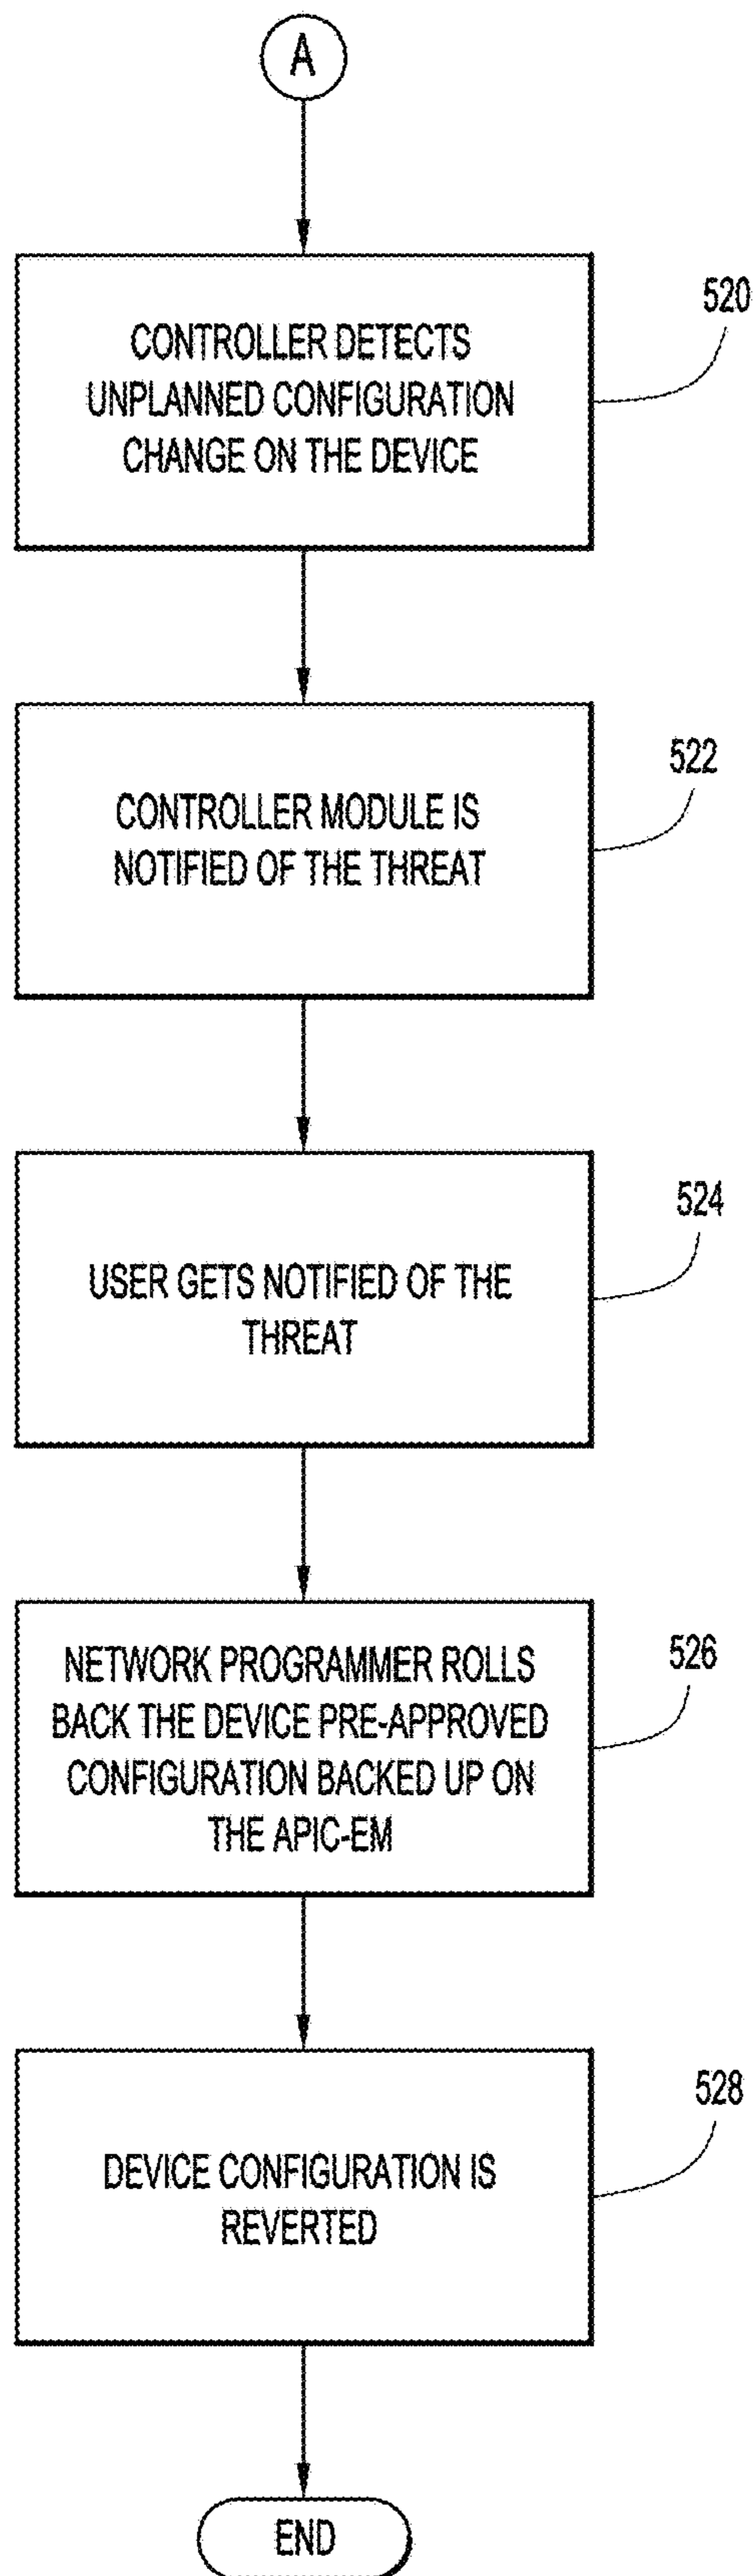 A
CONTROLLER DETECTS
UNPLANNED CONFIGURATION
CHANGE ON THE DEVICE
520
CONTROLLER MODULE IS
NOTIFIED OF THE THREAT
522
USER GETS NOTIFIED OF THE
THREAT
524
NETWORK PROGRAMMER ROLLS
BACK THE DEVICE PRE-APPROVED
CONFIGURATION BACKED UP ON
THE APIC-EM
526
DEVICE CONFIGURATION IS
REVERTED
528
END